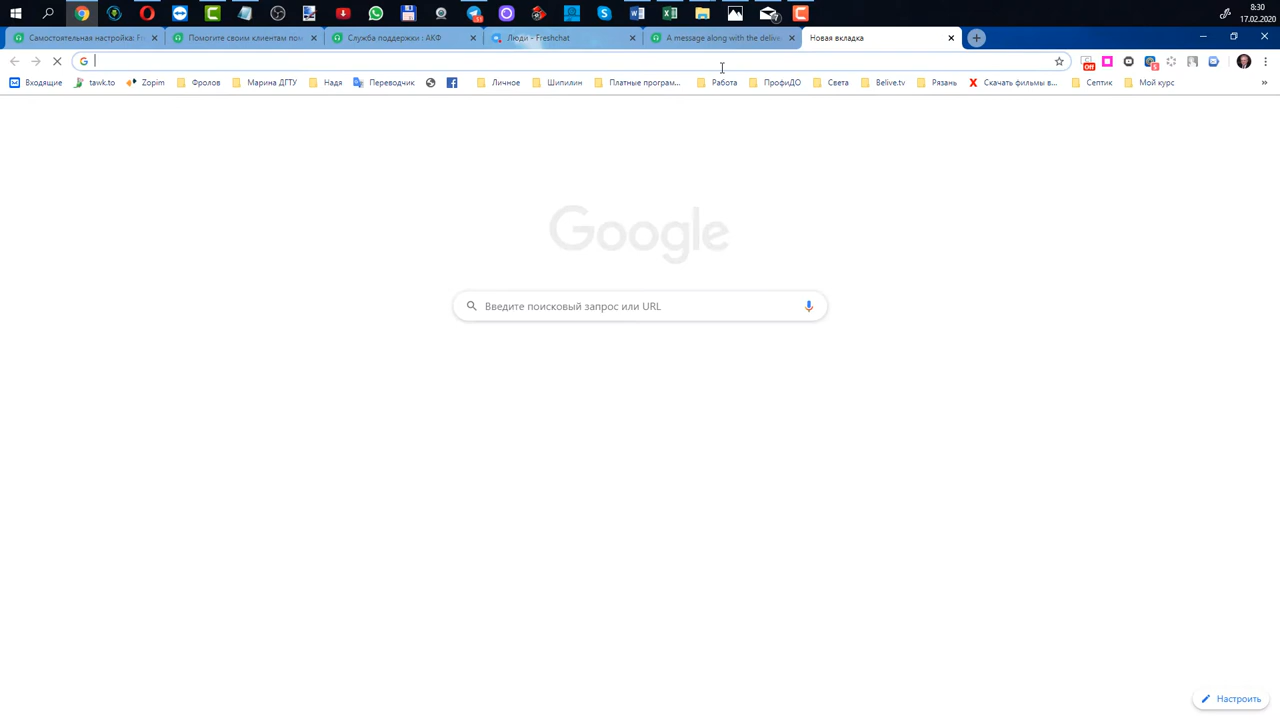 8:30
17.02.2020
Самостоятельная настройка: Fr
Помогите своим клиентам пом
Служба поддержки : АКФ
Люди - Freshchat
A message along with the delive
Новая вкладка
Входящие tawk.to Zopim Фролов Марина ДГТУ Надя Переводчик Личное Шипилин Платные програм... Работа ПрофиДО Света Belive.tv Рязань Скачать фильмы в... Септик Мой курс »
Google
Введите поисковый запрос или URL
Настроить